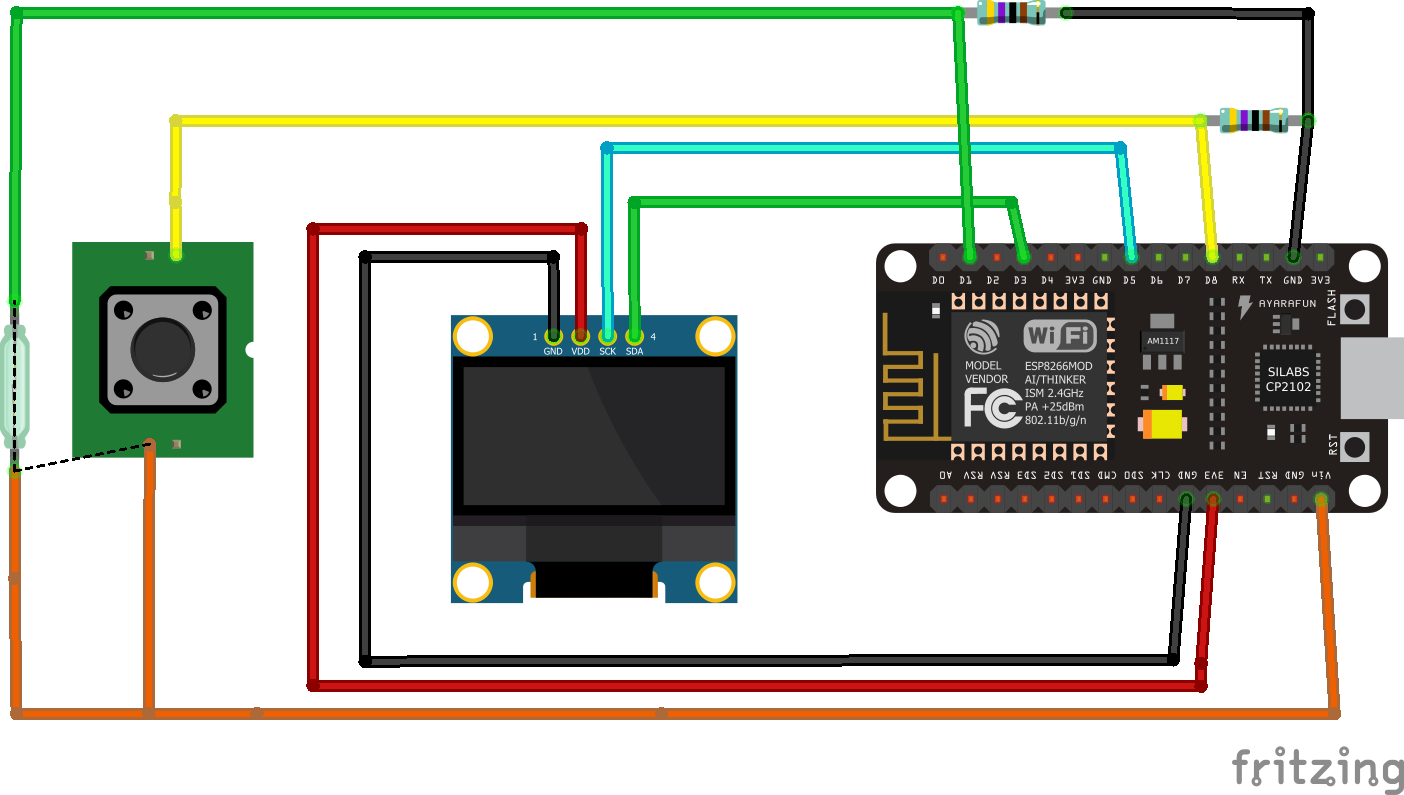 D0 D1 D2 D3 D4 3V3 GND D5 D6 D7 D8 RX TX GND 3V3
AYARAFUN
FLASH
WiFi
1
4
GND VDD SCK SDA
MODEL
VENDOR
ESP8266MOD
AI/THINKER
ISM 2.4GHz
PA +25dBm
802.11b/g/n
FC
AM1117
SILABS
CP2102
RST
A0 RSV RSV SD3 SD2 SD1 CMD SD0 CLK GND 3V3 EN RST GND Vin
fritzing